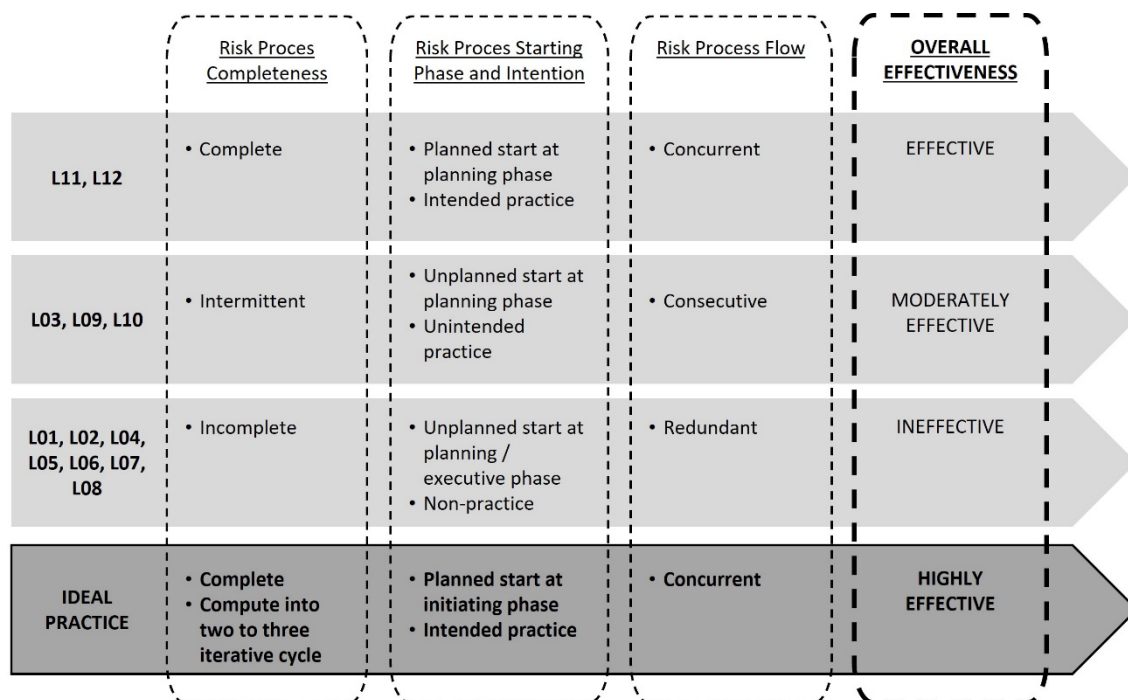 Risk Proces
Completeness
Risk Proces Starting
Phase and Intention
Risk Process Flow
OVERALL
EFFECTIVENESS
L11, L12
• Complete
• Planned start at
planning phase
• Intended practice
• Concurrent
EFFECTIVE
L03, L09, L10
• Intermittent
• Unplanned start at
planning phase
• Unintended
practice
• Consecutive
MODERATELY
EFFECTIVE
L01, L02, L04,
L05, L06, L07,
L08
• Incomplete
• Unplanned start at
planning /
executive phase
• Non-practice
• Redundant
INEFFECTIVE
IDEAL
PRACTICE
• Complete
• Compute into
two to three
iterative cycle
• Planned start at
initiating phase
• Intended practice
• Concurrent
HIGHLY
EFFECTIVE